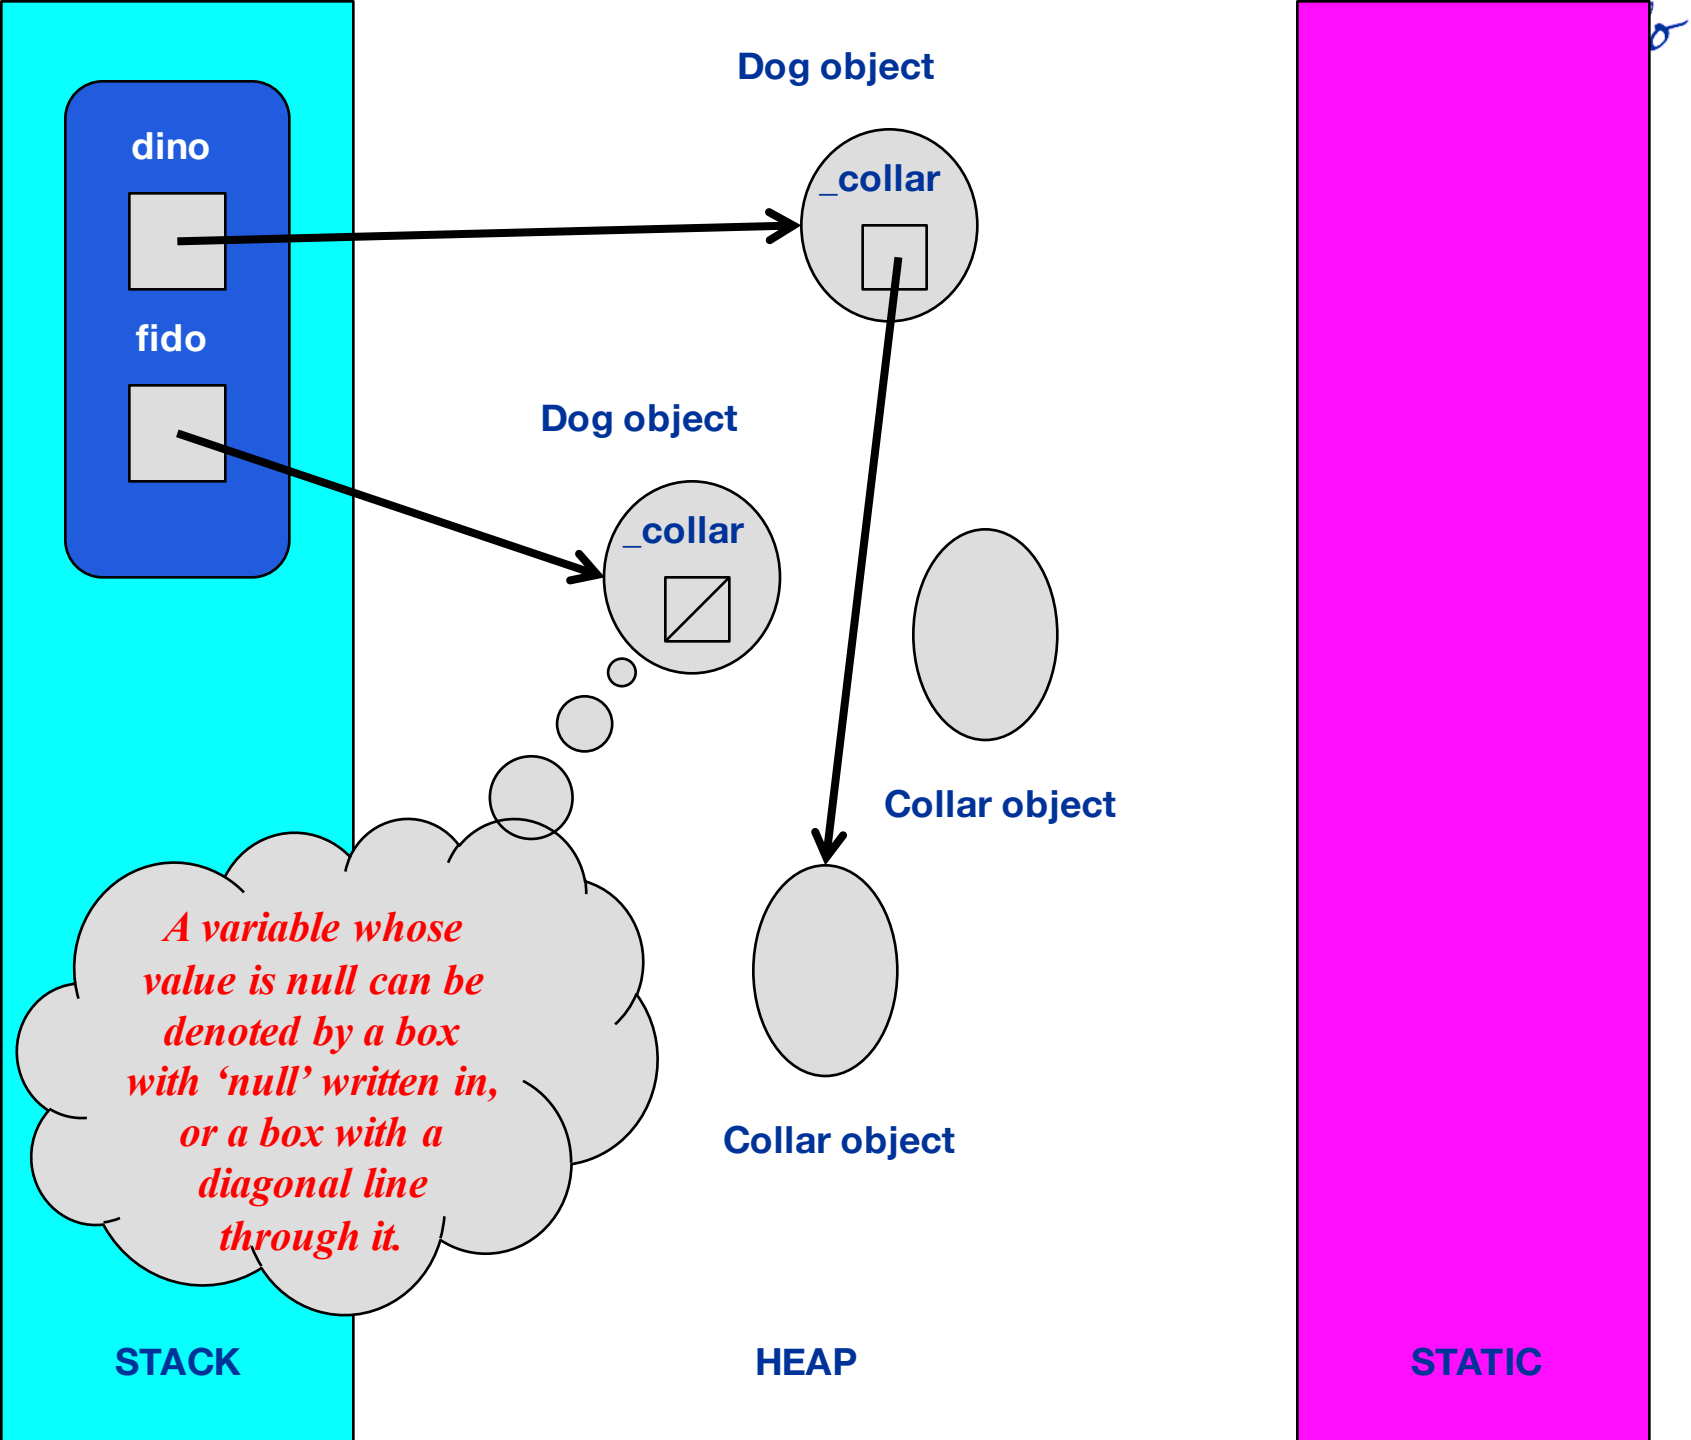 Dog object
dino
_collar
fido
Dog object
_collar
Collar object
A variable whose
value is null can be
denoted by a box
with ‘null’ written in,
or a box with a
diagonal line
through it.
Collar object
STACK
HEAP
STATIC